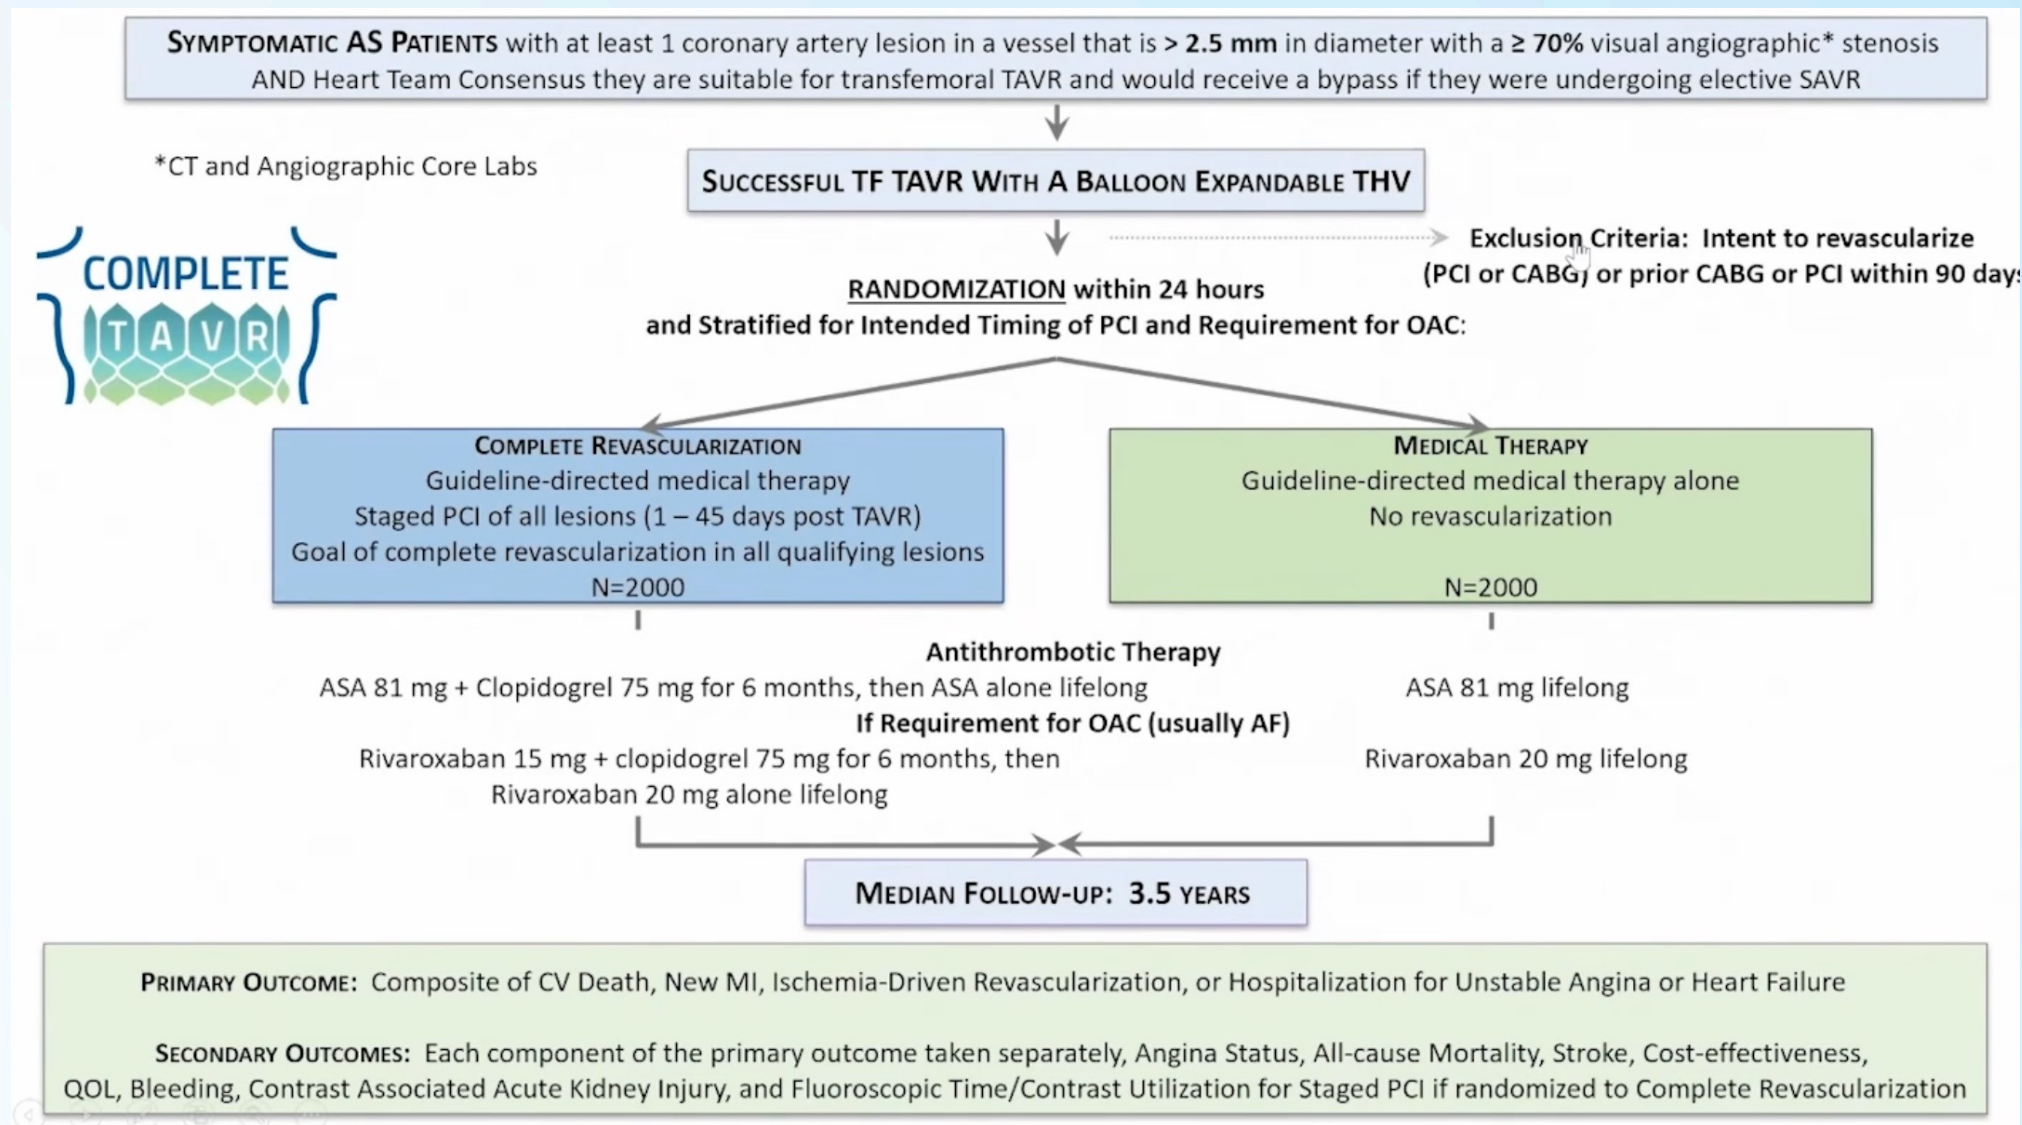 SYMPTOMATIC AS PATIENTS with at least 1 coronary artery lesion in a vessel that is > 2.5 mm in diameter with a ≥ 70% visual angiographic* stenosis
AND Heart Team Consensus they are suitable for transfemoral TAVR and would receive a bypass if they were undergoing elective SAVR
*CT and Angiographic Core Labs
SUCCESSFUL TF TAVR WITH A BALLOON EXPANDABLE THV
COMPLETE
TAVR
Exclusion Criteria: Intent to revascularize
(PCI or CABG) or prior CABG or PCI within 90 days
RANDOMIZATION within 24 hours
and Stratified for Intended Timing of PCI and Requirement for OAC:
COMPLETE REVASCULARIZATION
Guideline-directed medical therapy
Staged PCI of all lesions (1 – 45 days post TAVR)
Goal of complete revascularization in all qualifying lesions
N=2000
MEDICAL THERAPY
Guideline-directed medical therapy alone
No revascularization
N=2000
Antithrombotic Therapy
ASA 81 mg + Clopidogrel 75 mg for 6 months, then ASA alone lifelong
ASA 81 mg lifelong
If Requirement for OAC (usually AF)
Rivaroxaban 15 mg + clopidogrel 75 mg for 6 months, then
Rivaroxaban 20 mg alone lifelong
Rivaroxaban 20 mg lifelong
MEDIAN FOLLOW-UP: 3.5 YEARS
PRIMARY OUTCOME: Composite of CV Death, New MI, Ischemia-Driven Revascularization, or Hospitalization for Unstable Angina or Heart Failure
SECONDARY OUTCOMES: Each component of the primary outcome taken separately, Angina Status, All-cause Mortality, Stroke, Cost-effectiveness,
QOL, Bleeding, Contrast Associated Acute Kidney Injury, and Fluoroscopic Time/Contrast Utilization for Staged PCI if randomized to Complete Revascularization